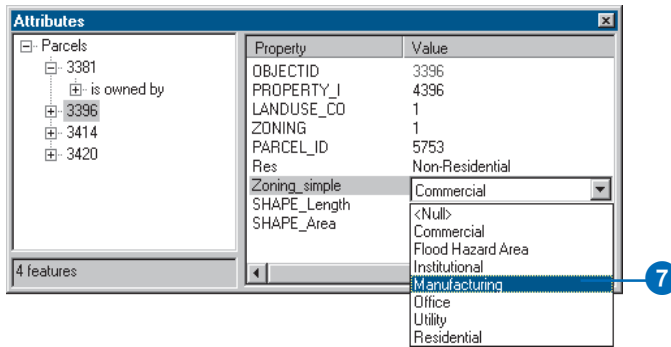 Attributes
Parcels
3381
is owned by
3396
3414
3420
4 features
Property Value
OBJECTID 3396
PROPERTY_I 4396
LANDUSE_CO 1
ZONING 1
PARCEL_ID 5753
Res Non-Residential
Zoning_simple Commercial
SHAPE_Length
SHAPE_Area
<Null>
Commercial
Flood Hazard Area
Institutional
Manufacturing
Office
Utility
Residential
7